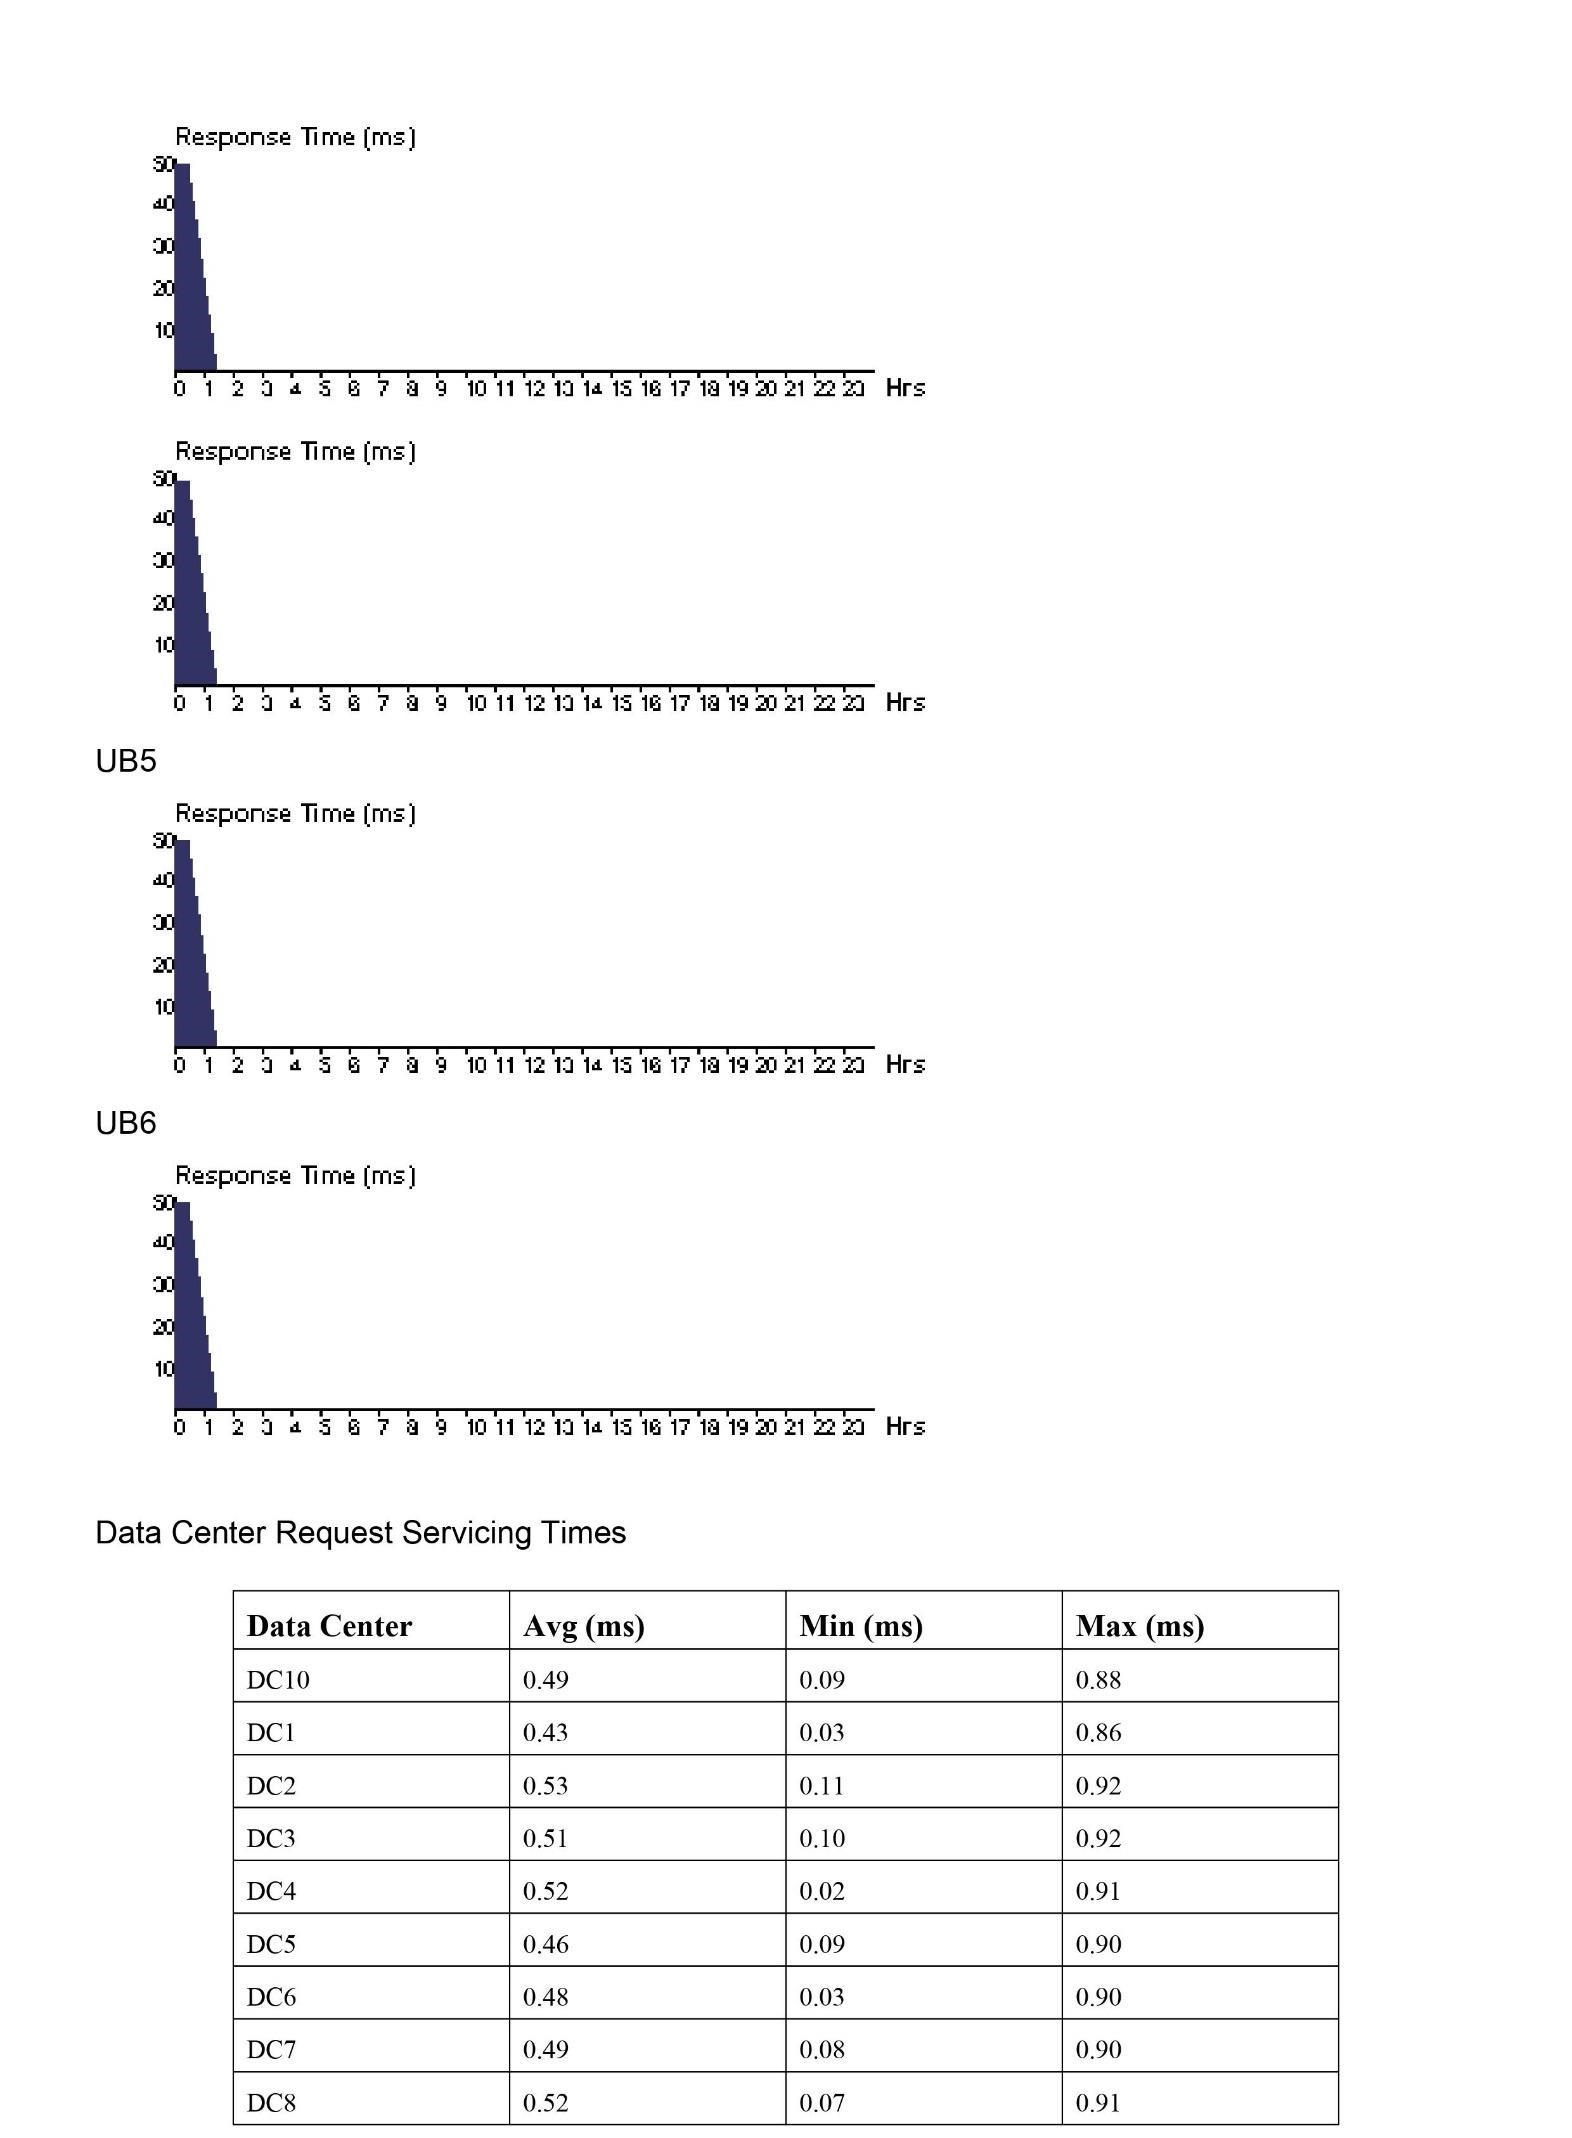 Response Time (ms)
50
40
30
20
10
0 1 2 3 4 5 6 7 8 9 10 11 12 13 14 15 16 17 18 19 20 21 22 23 Hrs
Response Time (ms)
50
40
30
20
10
0 1 2 3 4 5 6 7 8 9 10 11 12 13 14 15 16 17 18 19 20 21 22 23 Hrs
UB5
Response Time (ms)
50
40
30
20
10
0 1 2 3 4 5 6 7 8 9 10 11 12 13 14 15 16 17 18 19 20 21 22 23 Hrs
UB6
Response Time (ms)
50
40
30
20
10
0 1 2 3 4 5 6 7 8 9 10 11 12 13 14 15 16 17 18 19 20 21 22 23 Hrs
Data Center Request Servicing Times
Data Center Avg (ms) Min (ms) Max (ms)
DC10 0.49 0.09 0.88
DC1 0.43 0.03 0.86
DC2 0.53 0.11 0.92
DC3 0.51 0.10 0.92
DC4 0.52 0.02 0.91
DC5 0.46 0.09 0.90
DC6 0.48 0.03 0.90
DC7 0.49 0.08 0.90
DC8 0.52 0.07 0.91